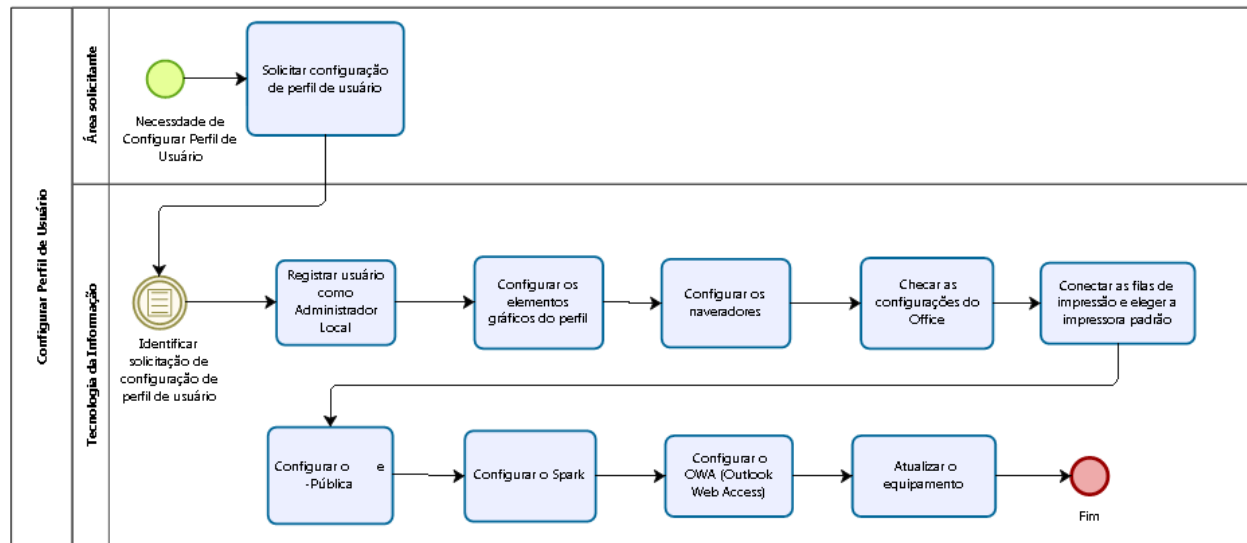 Configurar Perfil de Usuário
Área solicitante
Necessdade de
Configurar Perfil de
Usuário
Solicitar configuração
de perfil de usuário
Tecnologia da Informação
Identificar
solicitação de
configuração de
perfil de usuário
Registrar usuário
como
Administrador
Local
Configurar os
elementos
gráficos do perfil
Configurar os
naveradores
Checar as
configurações do
Office
Conectar as filas de
impressão e eleger a
impressora padrão
Configurar o e
-Pública
Configurar o Spark
Configurar o
OWA (Outlook
Web Access)
Atualizar o
equipamento
Fim